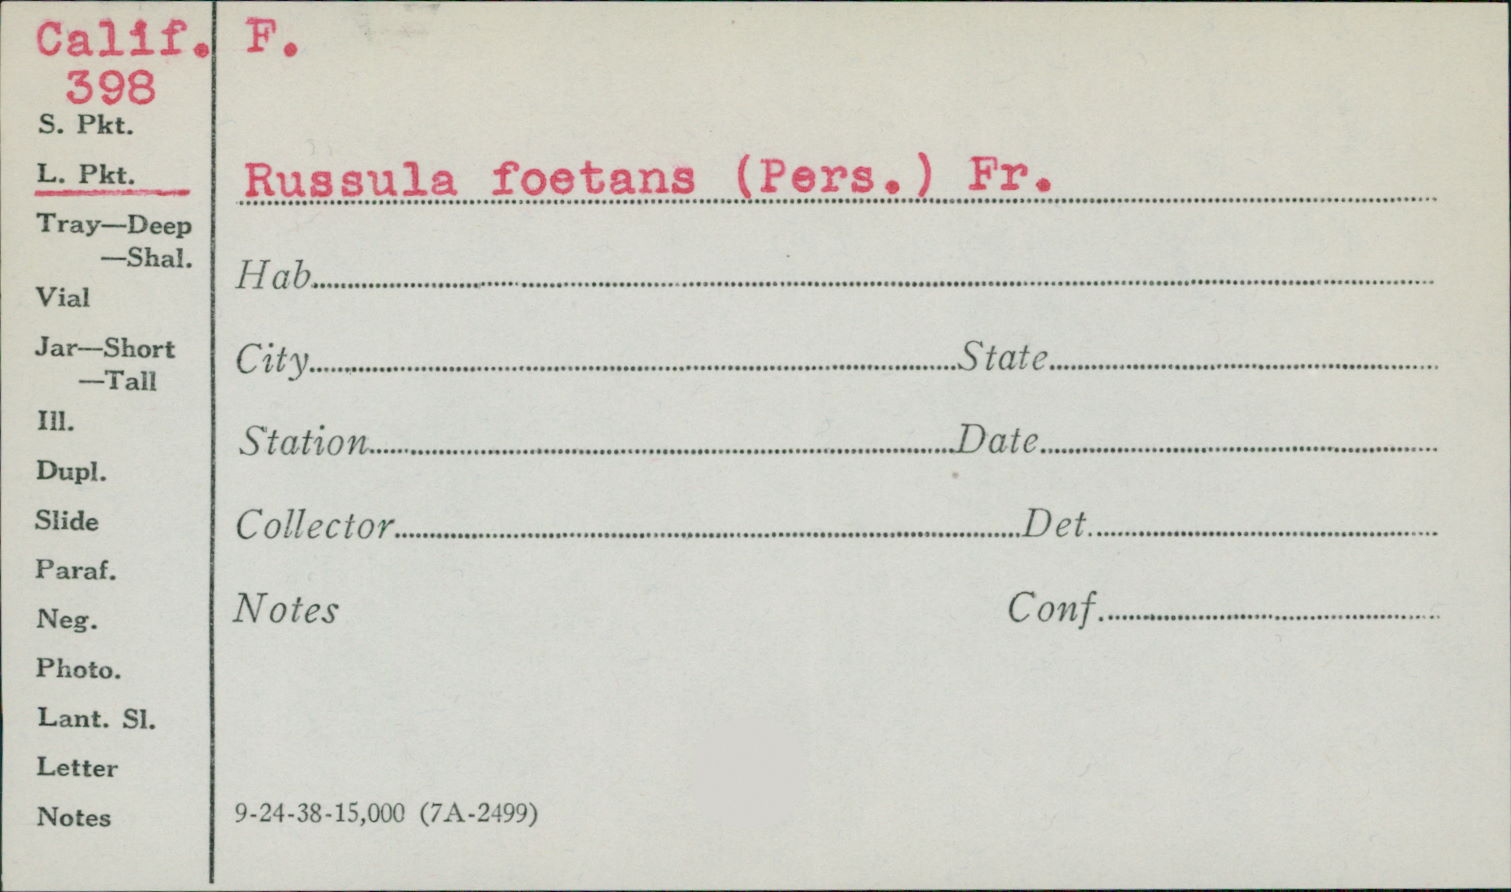 Calif. F.
398
S. Pkt.
L. Pkt.
Russula foetans (Pers.) Fr.
Tray—Deep
—Shal.
Hab
Vial
Jar—Short
City State
—Tall
Ill.
Station Date
Dupl.
Slide
Collector Det.
Paraf.
Neg.
Notes Conf.
Photo.
Lant. Sl.
Letter
Notes
9-24-38-15,000 (7A-2499)